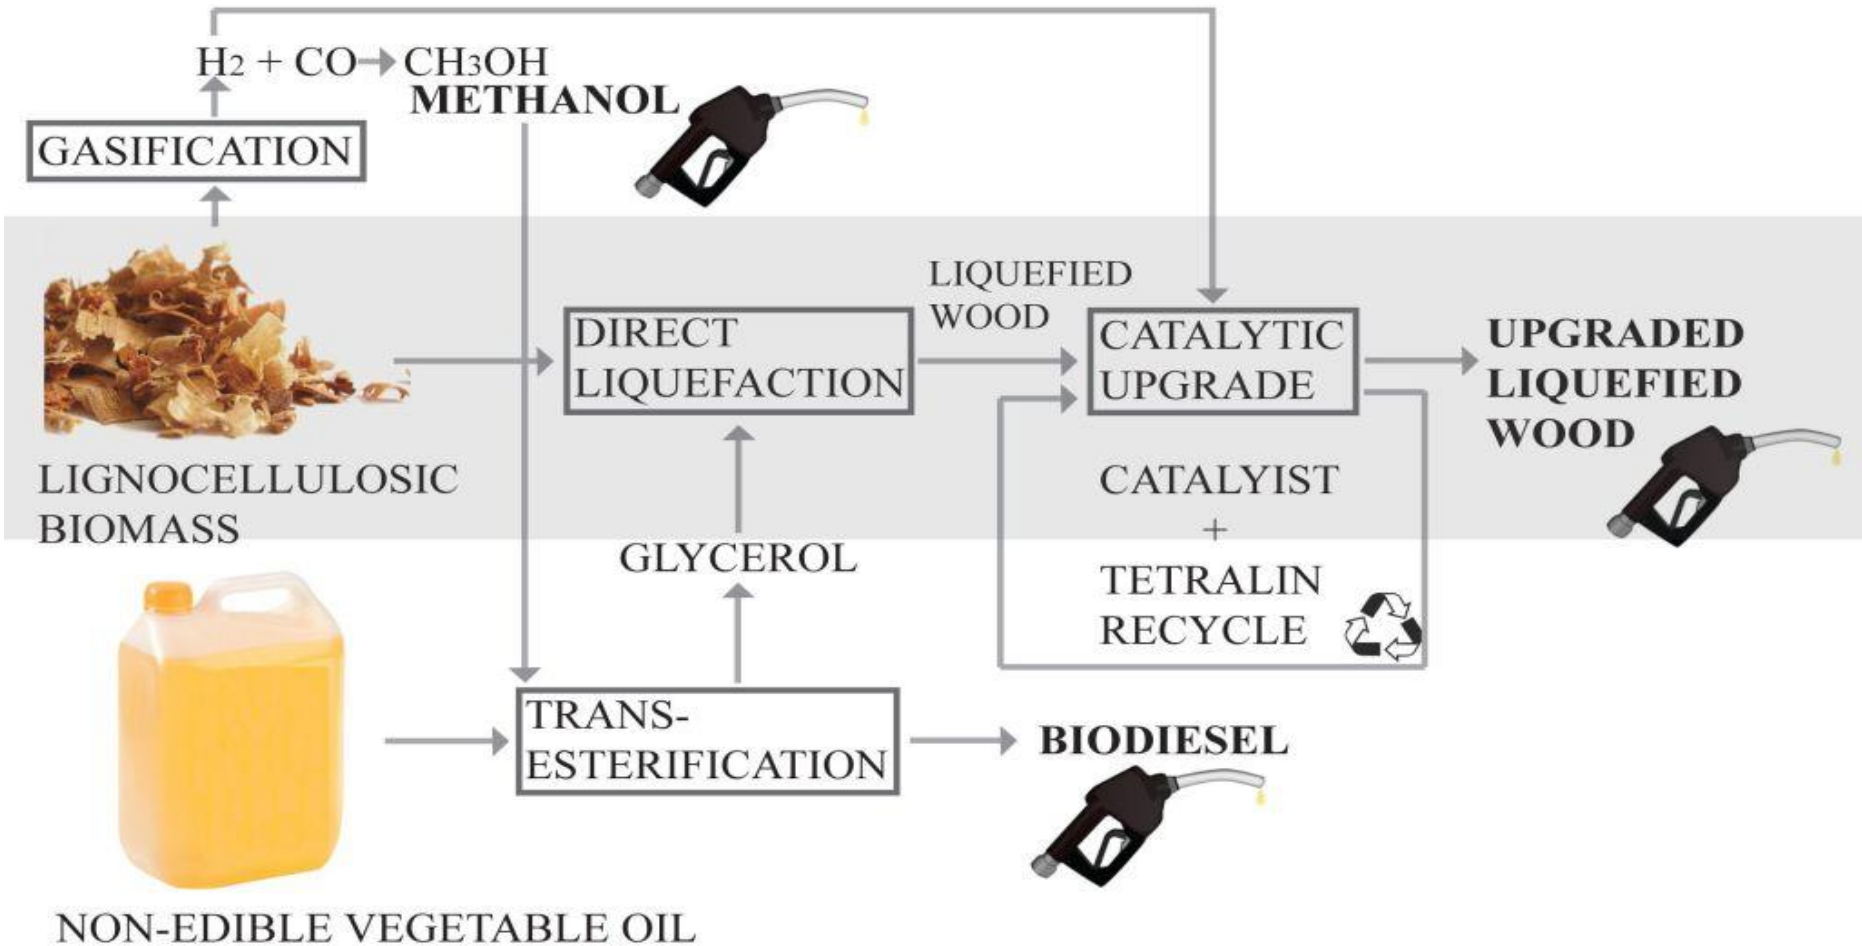 H2 + CO
CH3OH
METHANOL
GASIFICATION
LIQUEFIED
WOOD
DIRECT
LIQUEFACTION
CATALYTIC
UPGRADE
UPGRADED
LIQUEFIED
WOOD
LIGNOCELLULOSIC
BIOMASS
CATALYIST
+
TETRALIN
RECYCLE
GLYCEROL
TRANS-
ESTERIFICATION
BIODIESEL
NON-EDIBLE VEGETABLE OIL